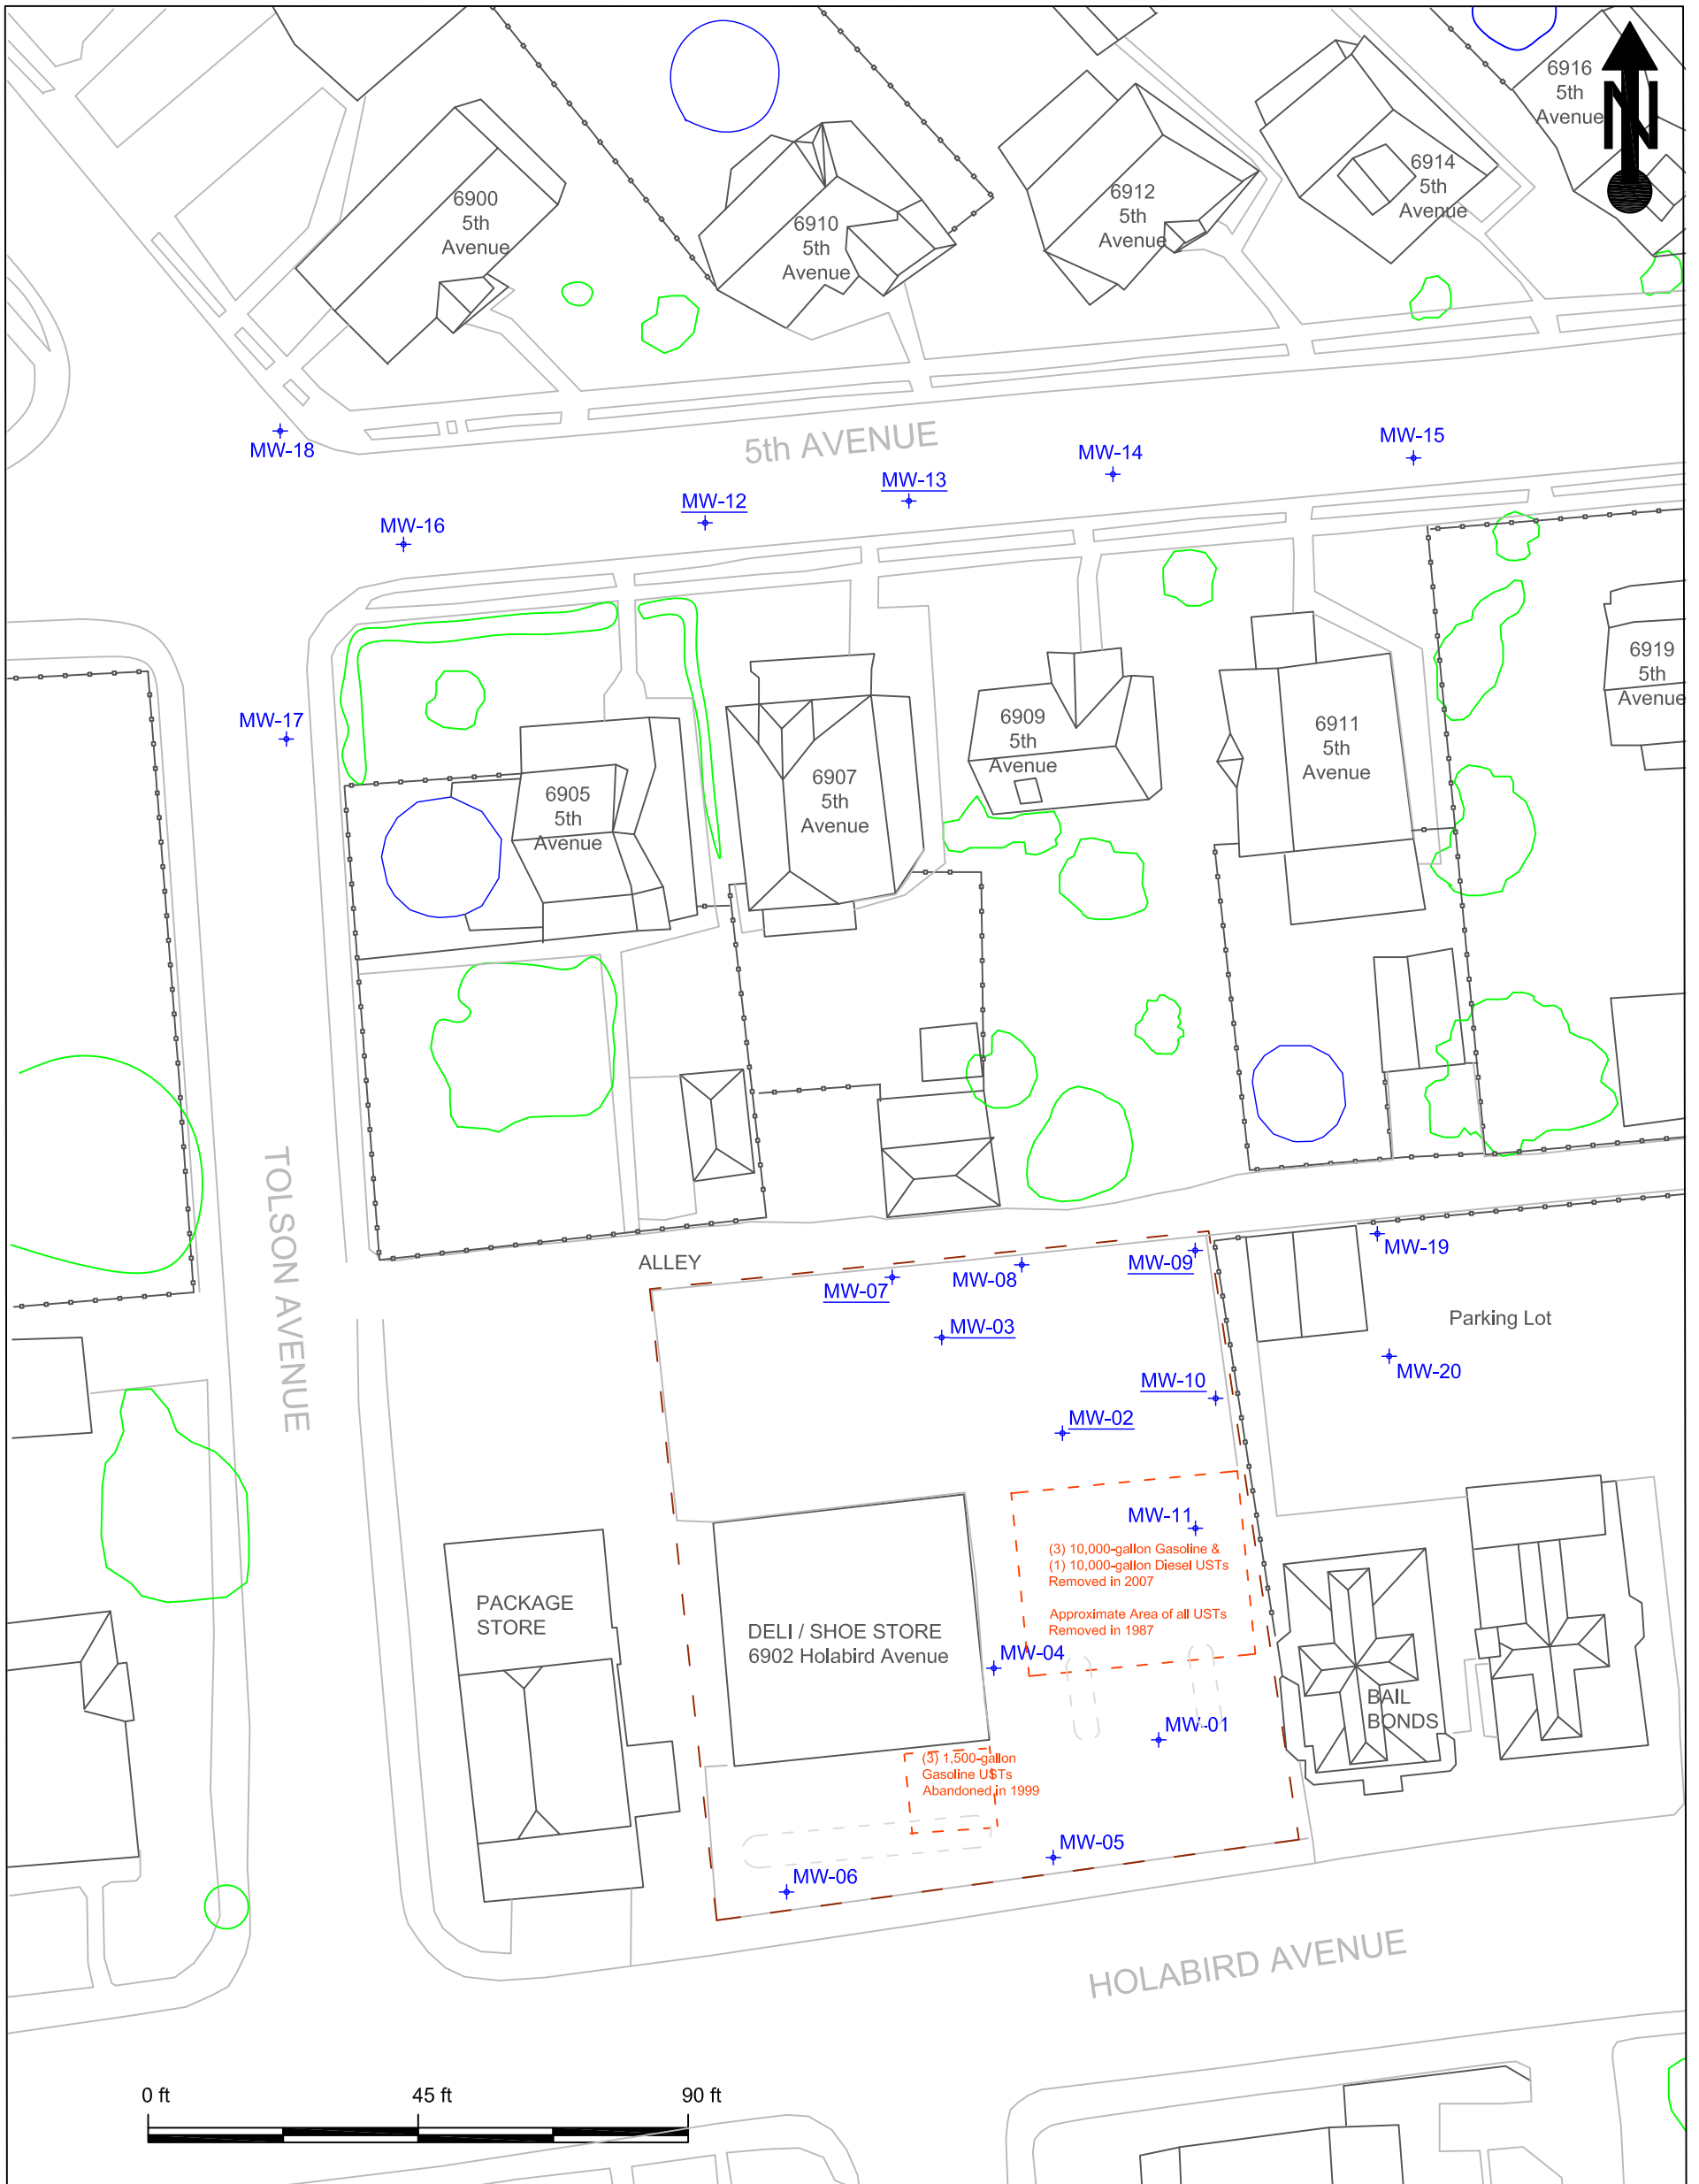 6916
5th
Avenue
N
6914
5th
Avenue
6912
5th
Avenue
6900
5th
Avenue
6910
5th
Avenue
5th AVENUE
MW-18
MW-16
MW-12
MW-13
MW-14
MW-15
MW-17
6905
5th
Avenue
6907
5th
Avenue
6909
5th
Avenue
6911
5th
Avenue
6919
5th
Avenue
TOLSON AVENUE
ALLEY
MW-07
MW-08
MW-09
MW-19
MW-03
Parking Lot
MW-20
MW-10
MW-02
MW-11
(3) 10,000-gallon Gasoline &
(1) 10,000-gallon Diesel USTs
Removed in 2007
Approximate Area of all USTs
Removed in 1987
PACKAGE
STORE
DELI / SHOE STORE
6902 Holabird Avenue
MW-04
MW-01
BAIL
BONDS
(3) 1,500-gallon
Gasoline USTs
Abandoned in 1999
MW-05
MW-06
HOLABIRD AVENUE
0 ft
45 ft
90 ft